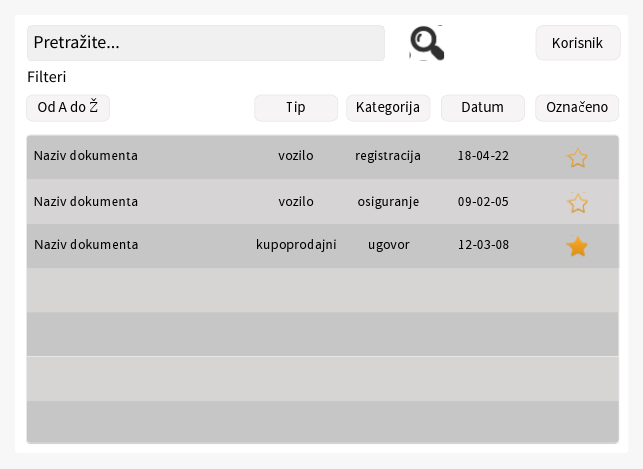 Pretražite...
Korisnik
Filteri
Od A do Ž Tip Kategorija Datum Označeno
Naziv dokumenta vozilo registracija 18-04-22
Naziv dokumenta vozilo osiguranje 09-02-05
Naziv dokumenta kupoprodajni ugovor 12-03-08